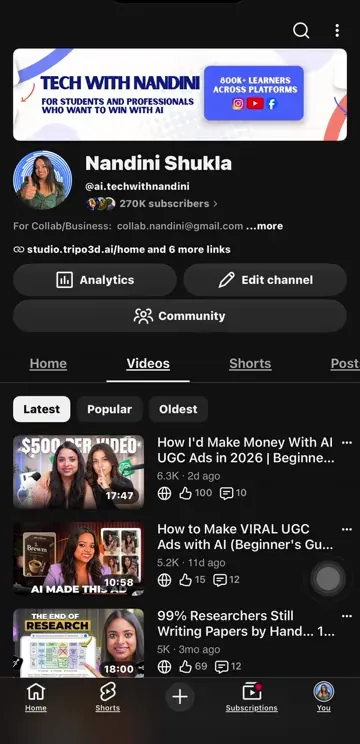 TECH WITH NANDINI
FOR STUDENTS AND PROFESSIONALS
WHO WANT TO WIN WITH AI
800K+ LEARNERS
ACROSS PLATFORMS
Nandini Shukla
@ai.techwithnandini
270K subscribers >
For Collab/Business: collab.nandini@gmail.com ...more
studio.tripo3d.ai/home and 6 more links
Analytics
Edit channel
Community
Home
Videos
Shorts
Post
Latest
Popular
Oldest
$500 PER VIDEO
17:47
How I'd Make Money With AI
UGC Ads in 2026 | Beginne...
6.3K · 2d ago
100
10
Brown
AI MADE THIS AD
10:58
How to Make VIRAL UGC
Ads with AI (Beginner's Gu...
5.2K · 11d ago
15
12
THE END OF
RESEARCH
18:00
99% Researchers Still
Writing Papers by Hand... 1...
5K · 3mo ago
69
12
Home
Shorts
Subscriptions
You